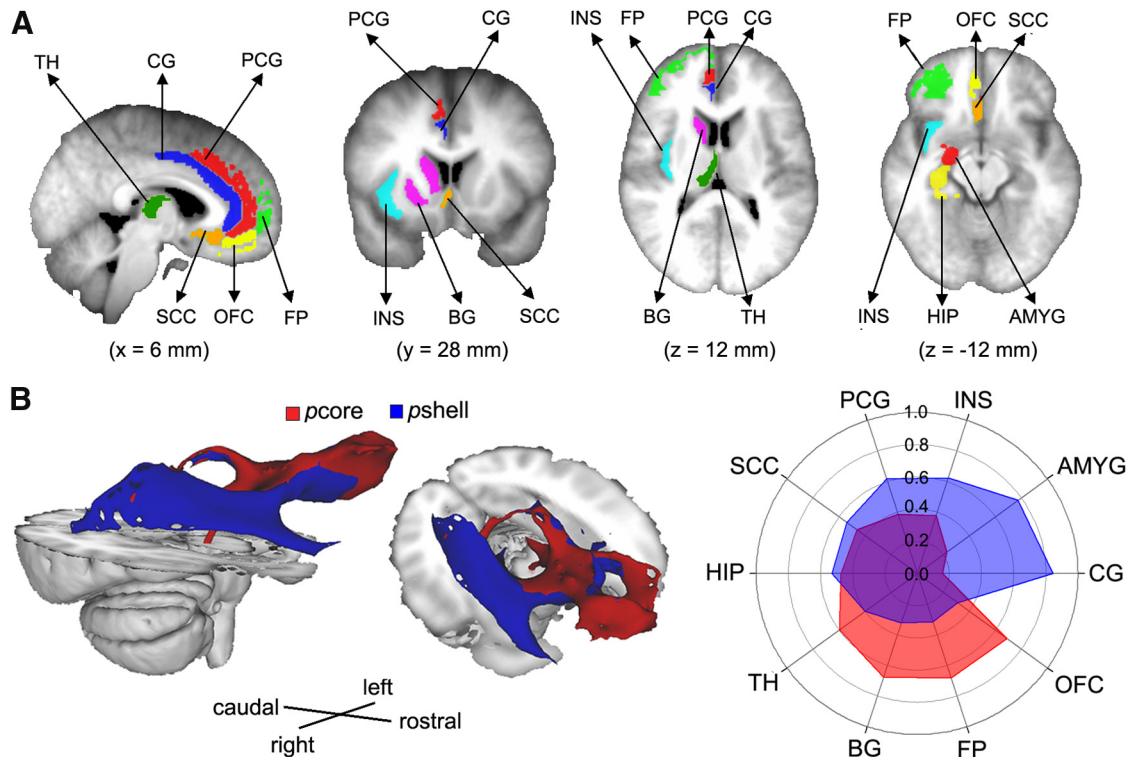 A
TH CG PCG
SCC OFC FP
(x = 6 mm)
PCG CG
INS BG SCC
(y = 28 mm)
INS FP PCG CG
BG TH
(z = 12 mm)
FP OFC SCC
INS HIP AMYG
(z = -12 mm)
B
pcore pshell
left
caudal
rostral
right
PCG INS
1.0
SCC 0.8 AMYG
0.6
0.4
0.2
HIP 0.0 CG
TH OFC
BG FP